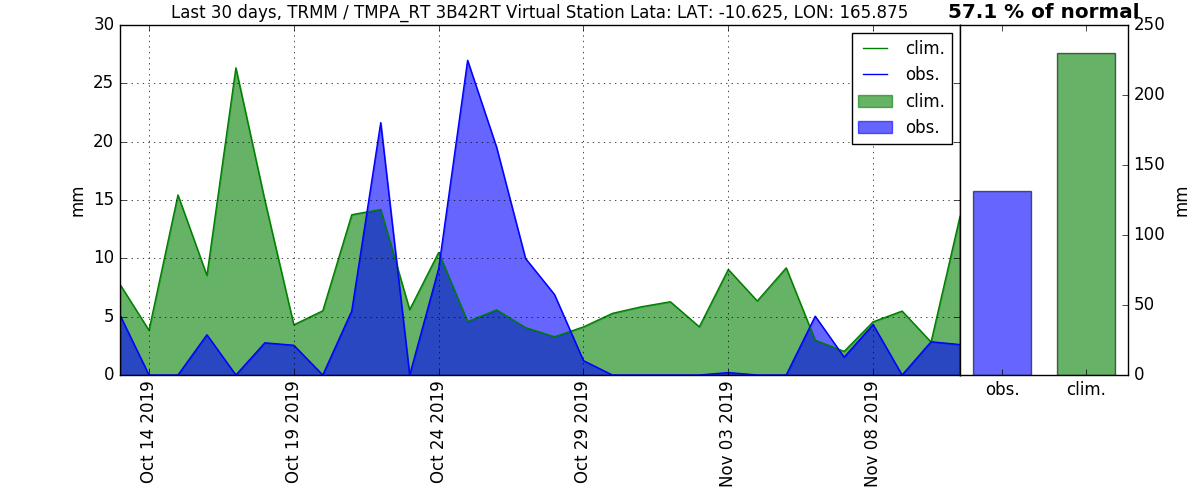 Last 30 days, TRMM / TMPA_RT 3B42RT Virtual Station Lata: LAT: -10.625, LON: 165.875
57.1 % of normal
30
25
20
15
10
5
0
mm
clim.
obs.
clim.
obs.
Oct 14 2019
Oct 19 2019
Oct 24 2019
Oct 29 2019
Nov 03 2019
Nov 08 2019
250
200
150
100
50
0
mm
obs.
clim.